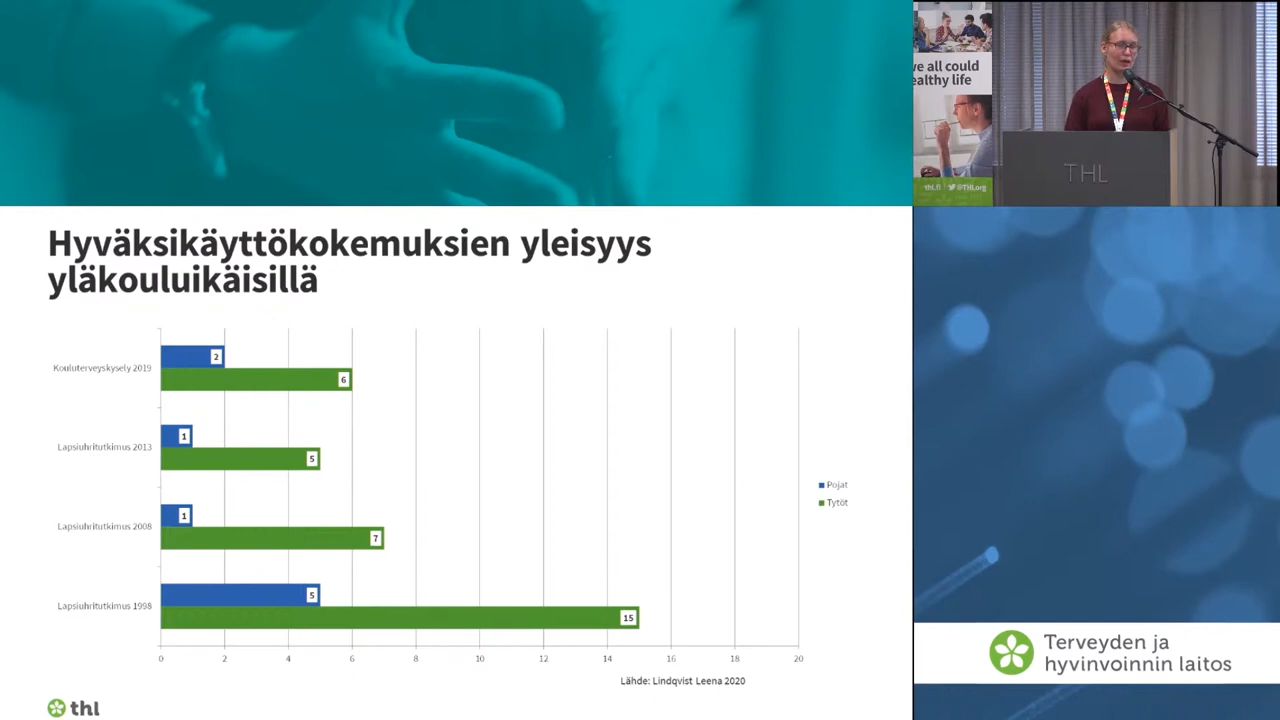 ve all could
ealthy life
thl.fi @THLorg
THL
Hyväksikäyttökokemuksien yleisyys
yläkouluikäisillä
Kouluterveyskysely 2019
2
6
Lapsiuhritutkimus 2013
1
5
Lapsiuhritutkimus 2008
1
7
Lapsiuhritutkimus 1998
5
15
0 2 4 6 8 10 12 14 16 18 20
Pojat
Tytöt
Lähde: Lindqvist Leena 2020
thl
Terveyden ja
hyvinvoinnin laitos